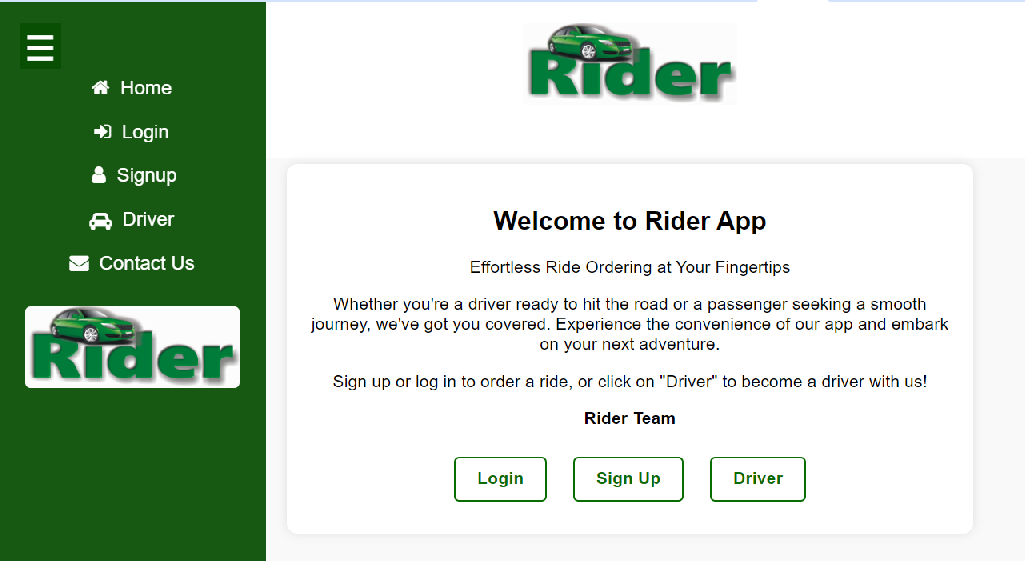 Home
Login
Signup
Driver
Contact Us
Rider
Rider
Welcome to Rider App
Effortless Ride Ordering at Your Fingertips
Whether you're a driver ready to hit the road or a passenger seeking a smooth
journey, we've got you covered. Experience the convenience of our app and embark
on your next adventure.
Sign up or log in to order a ride, or click on "Driver" to become a driver with us!
Rider Team
Login
Sign Up
Driver